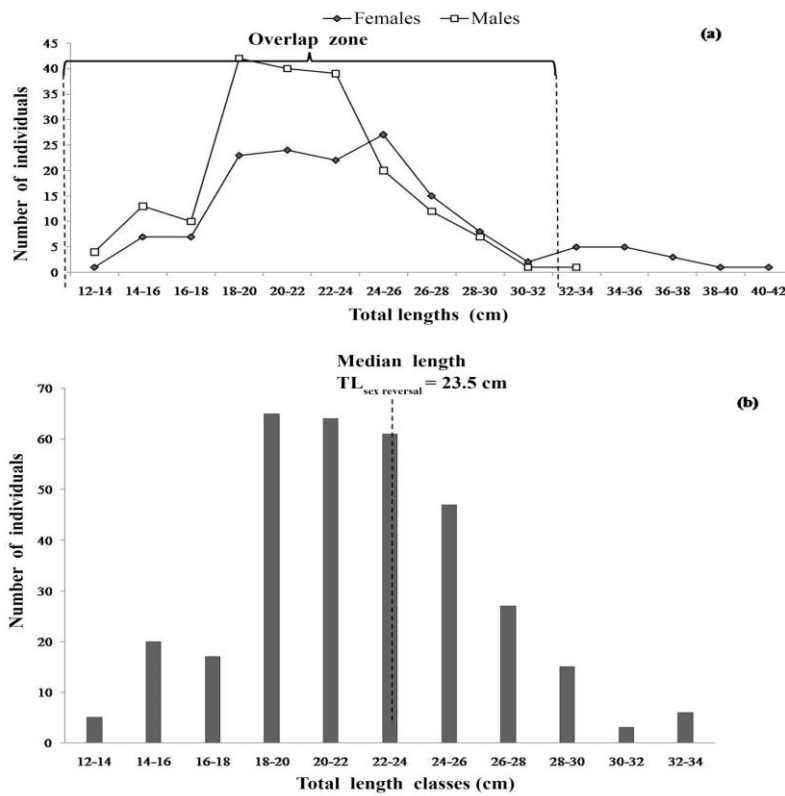 Females Males
Overlap zone
(a)
Number of individuals
45
40
35
30
25
20
15
10
5
0
12-14 14-16 16-18 18-20 20-22 22-24 24-26 26-28 28-30 30-32 32-34 34-36 36-38 38-40 40-42
Total lengths (cm)
Median length
TL sex reversal = 23.5 cm
(b)
Number of individuals
70
60
50
40
30
20
10
0
12-14 14-16 16-18 18-20 20-22 22-24 24-26 26-28 28-30 30-32 32-34
Total length classes (cm)